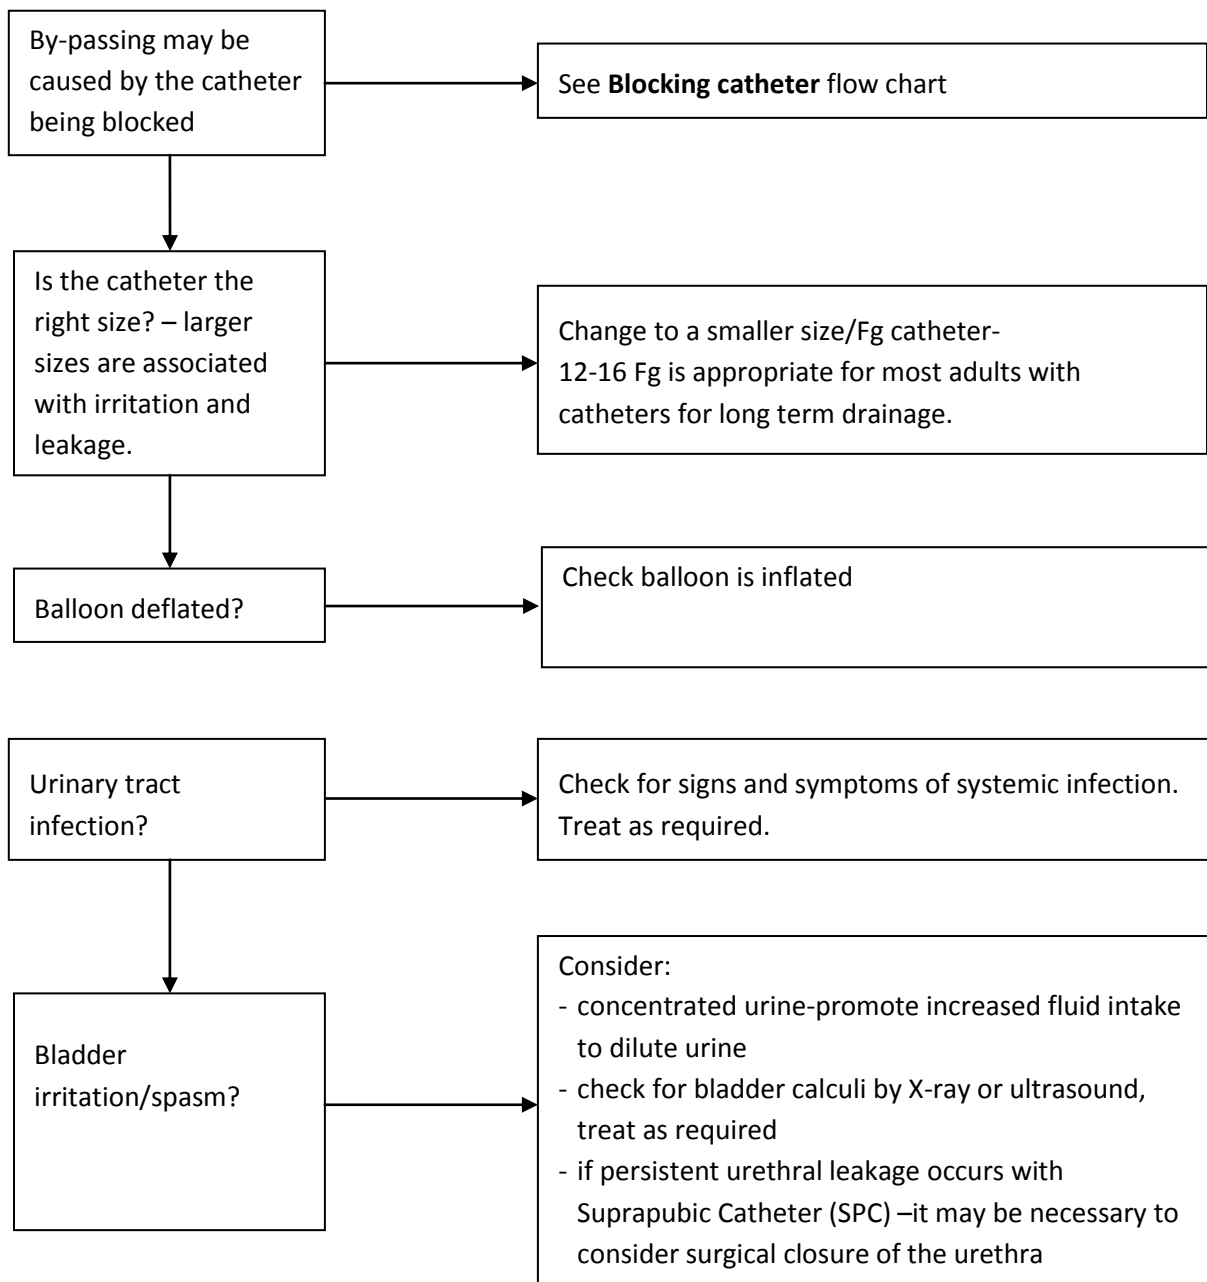 By-passing may be
caused by the catheter
being blocked
See Blocking catheter flow chart
Is the catheter the
right size? – larger
sizes are associated
with irritation and
leakage.
Change to a smaller size/Fg catheter-
12-16 Fg is appropriate for most adults with
catheters for long term drainage.
Balloon deflated?
Check balloon is inflated
Urinary tract
infection?
Check for signs and symptoms of systemic infection.
Treat as required.
Bladder
irritation/spasm?
Consider:
- concentrated urine-promote increased fluid intake
to dilute urine
- check for bladder calculi by X-ray or ultrasound,
treat as required
- if persistent urethral leakage occurs with
Suprapubic Catheter (SPC) –it may be necessary to
consider surgical closure of the urethra